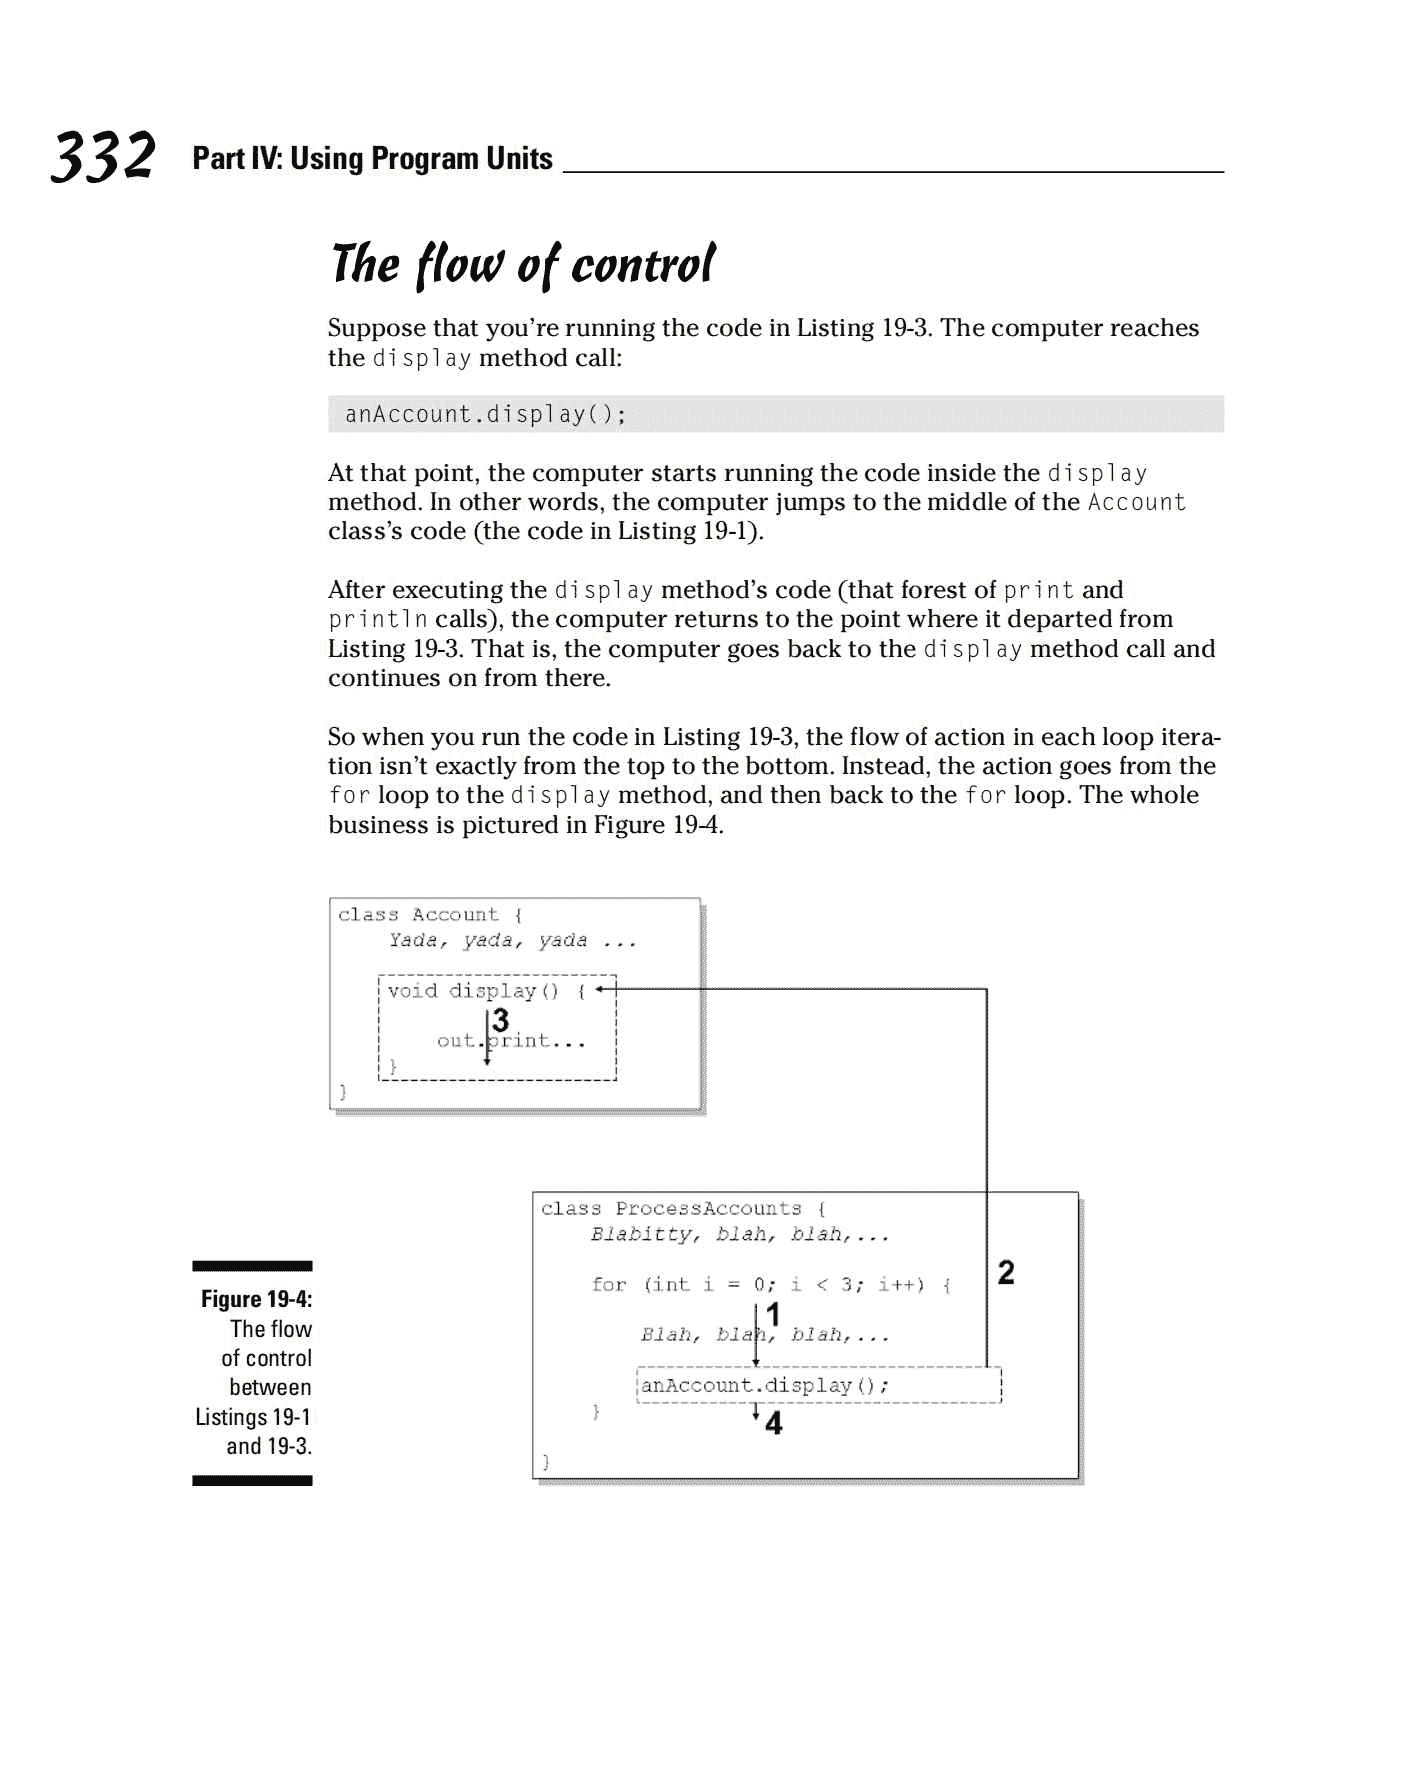 332 Part IV: Using Program Units
The flow of control
Suppose that you're running the code in Listing 19-3. The computer reaches
the display method call:
anAccount.display();
At that point, the computer starts running the code inside the display
method. In other words, the computer jumps to the middle of the Account
class's code (the code in Listing 19-1).
After executing the display method's code (that forest of print and
println calls), the computer returns to the point where it departed from
Listing 19-3. That is, the computer goes back to the display method call and
continues on from there.
So when you run the code in Listing 19-3, the flow of action in each loop itera-
tion isn't exactly from the top to the bottom. Instead, the action goes from the
for loop to the display method, and then back to the for loop. The whole
business is pictured in Figure 19-4.
class Account {
Yada, yada, yada ...
void display() {
3
out.print...
}
}
class ProcessAccounts {
Blabitty, blah, blah,...
2
for (int i = 0; i < 3; i++) {
1
Blah, blah, blah,...
anAccount.display();
}
4
}
Figure 19-4:
The flow
of control
between
Listings 19-1
and 19-3.